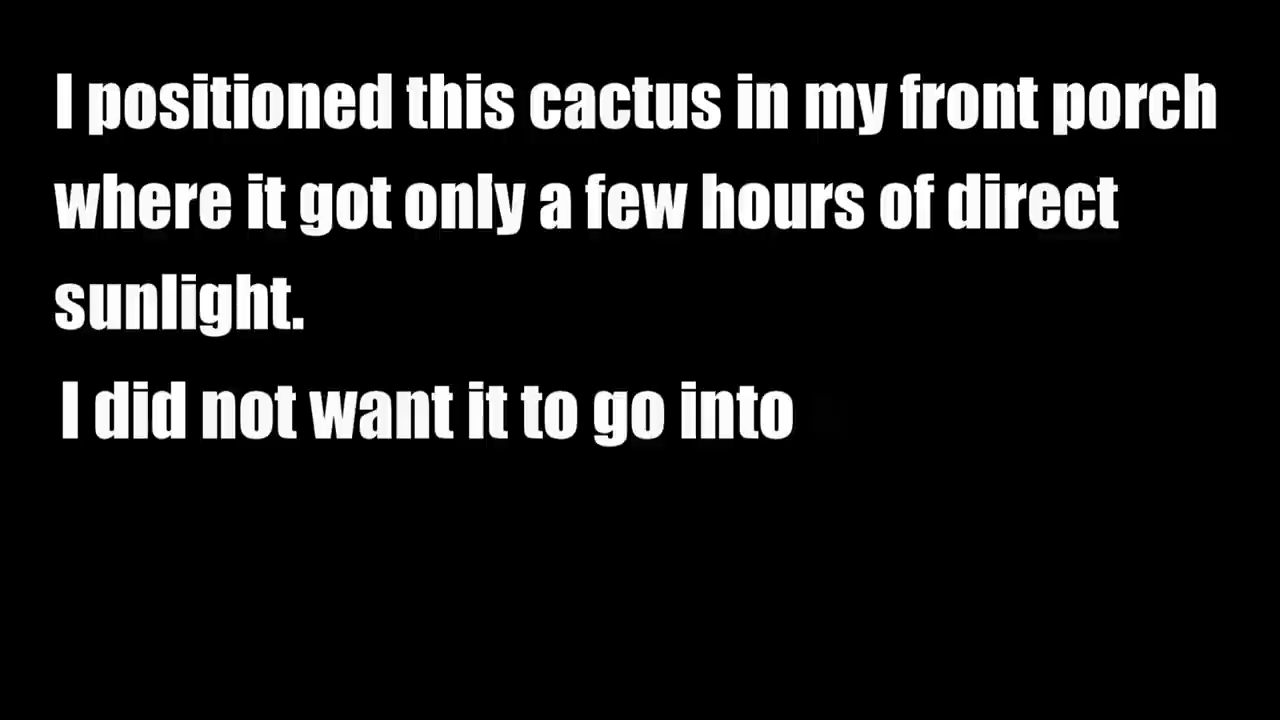 I positioned this cactus in my front porch
where it got only a few hours of direct
sunlight.
I did not want it to go into